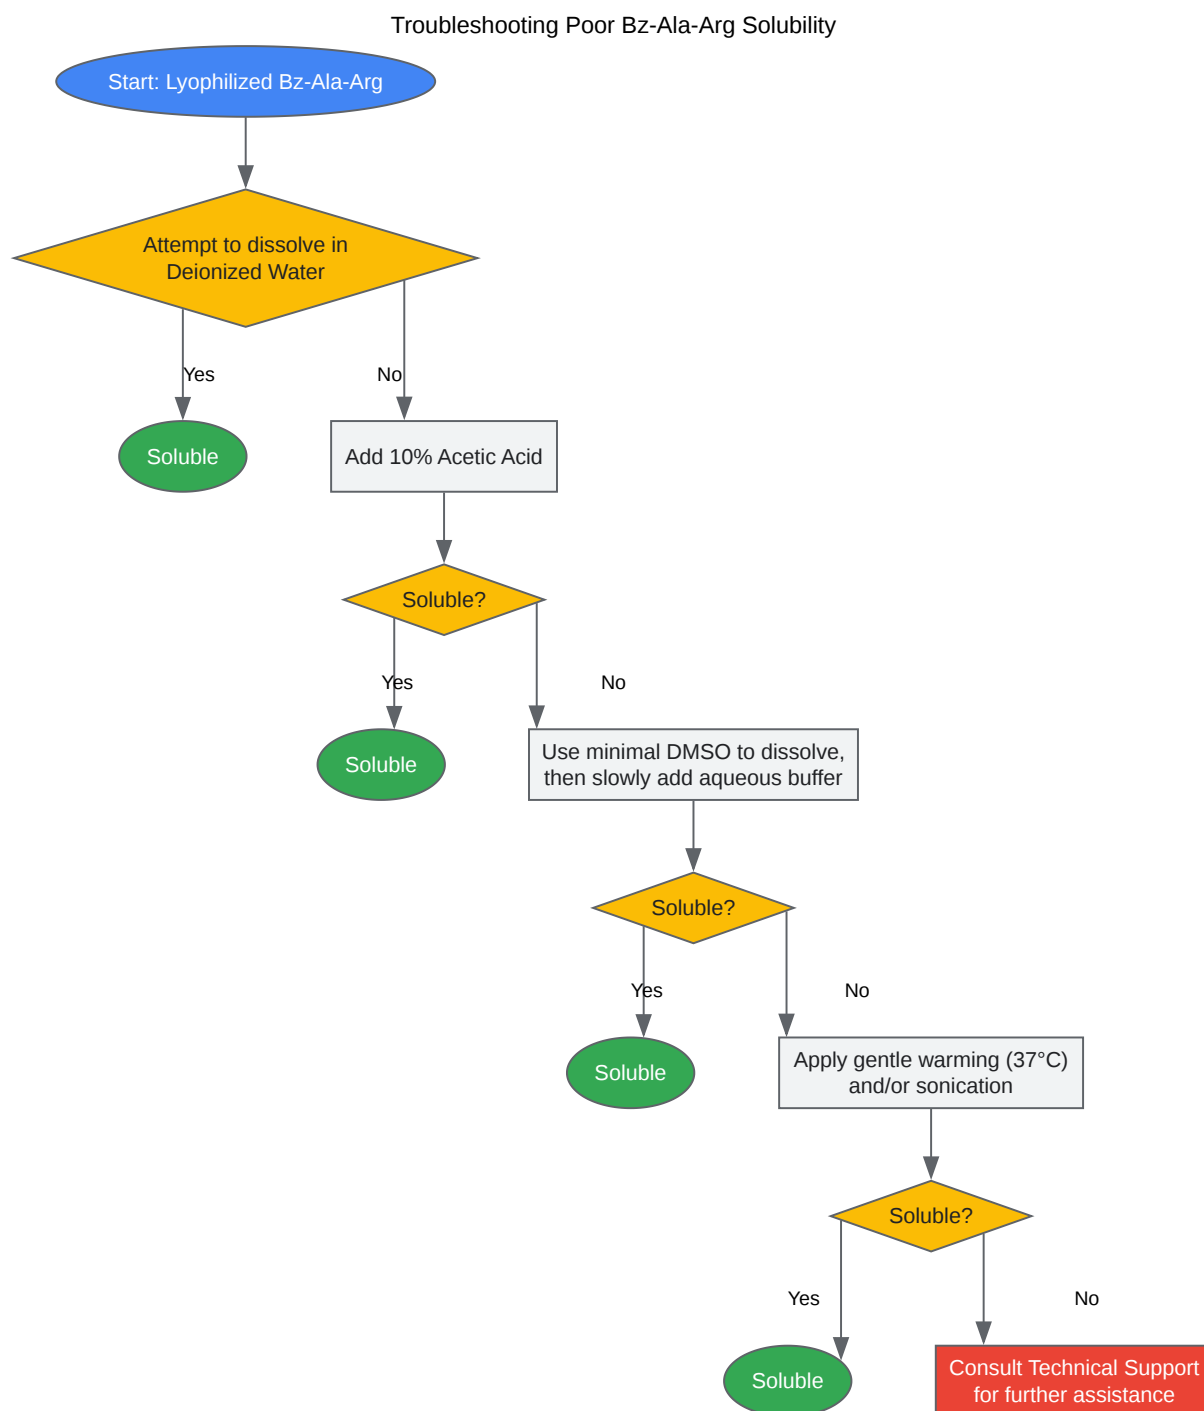 Troubleshooting Poor Bz-Ala-Arg Solubility
Start: Lyophilized Bz-Ala-Arg
Attempt to dissolve in
Deionized Water
Yes
No
Soluble
Add 10% Acetic Acid
Soluble?
Yes
No
Soluble
Use minimal DMSO to dissolve,
then slowly add aqueous buffer
Soluble?
Yes
No
Soluble
Apply gentle warming (37°C)
and/or sonication
Soluble?
Yes
No
Soluble
Consult Technical Support
for further assistance